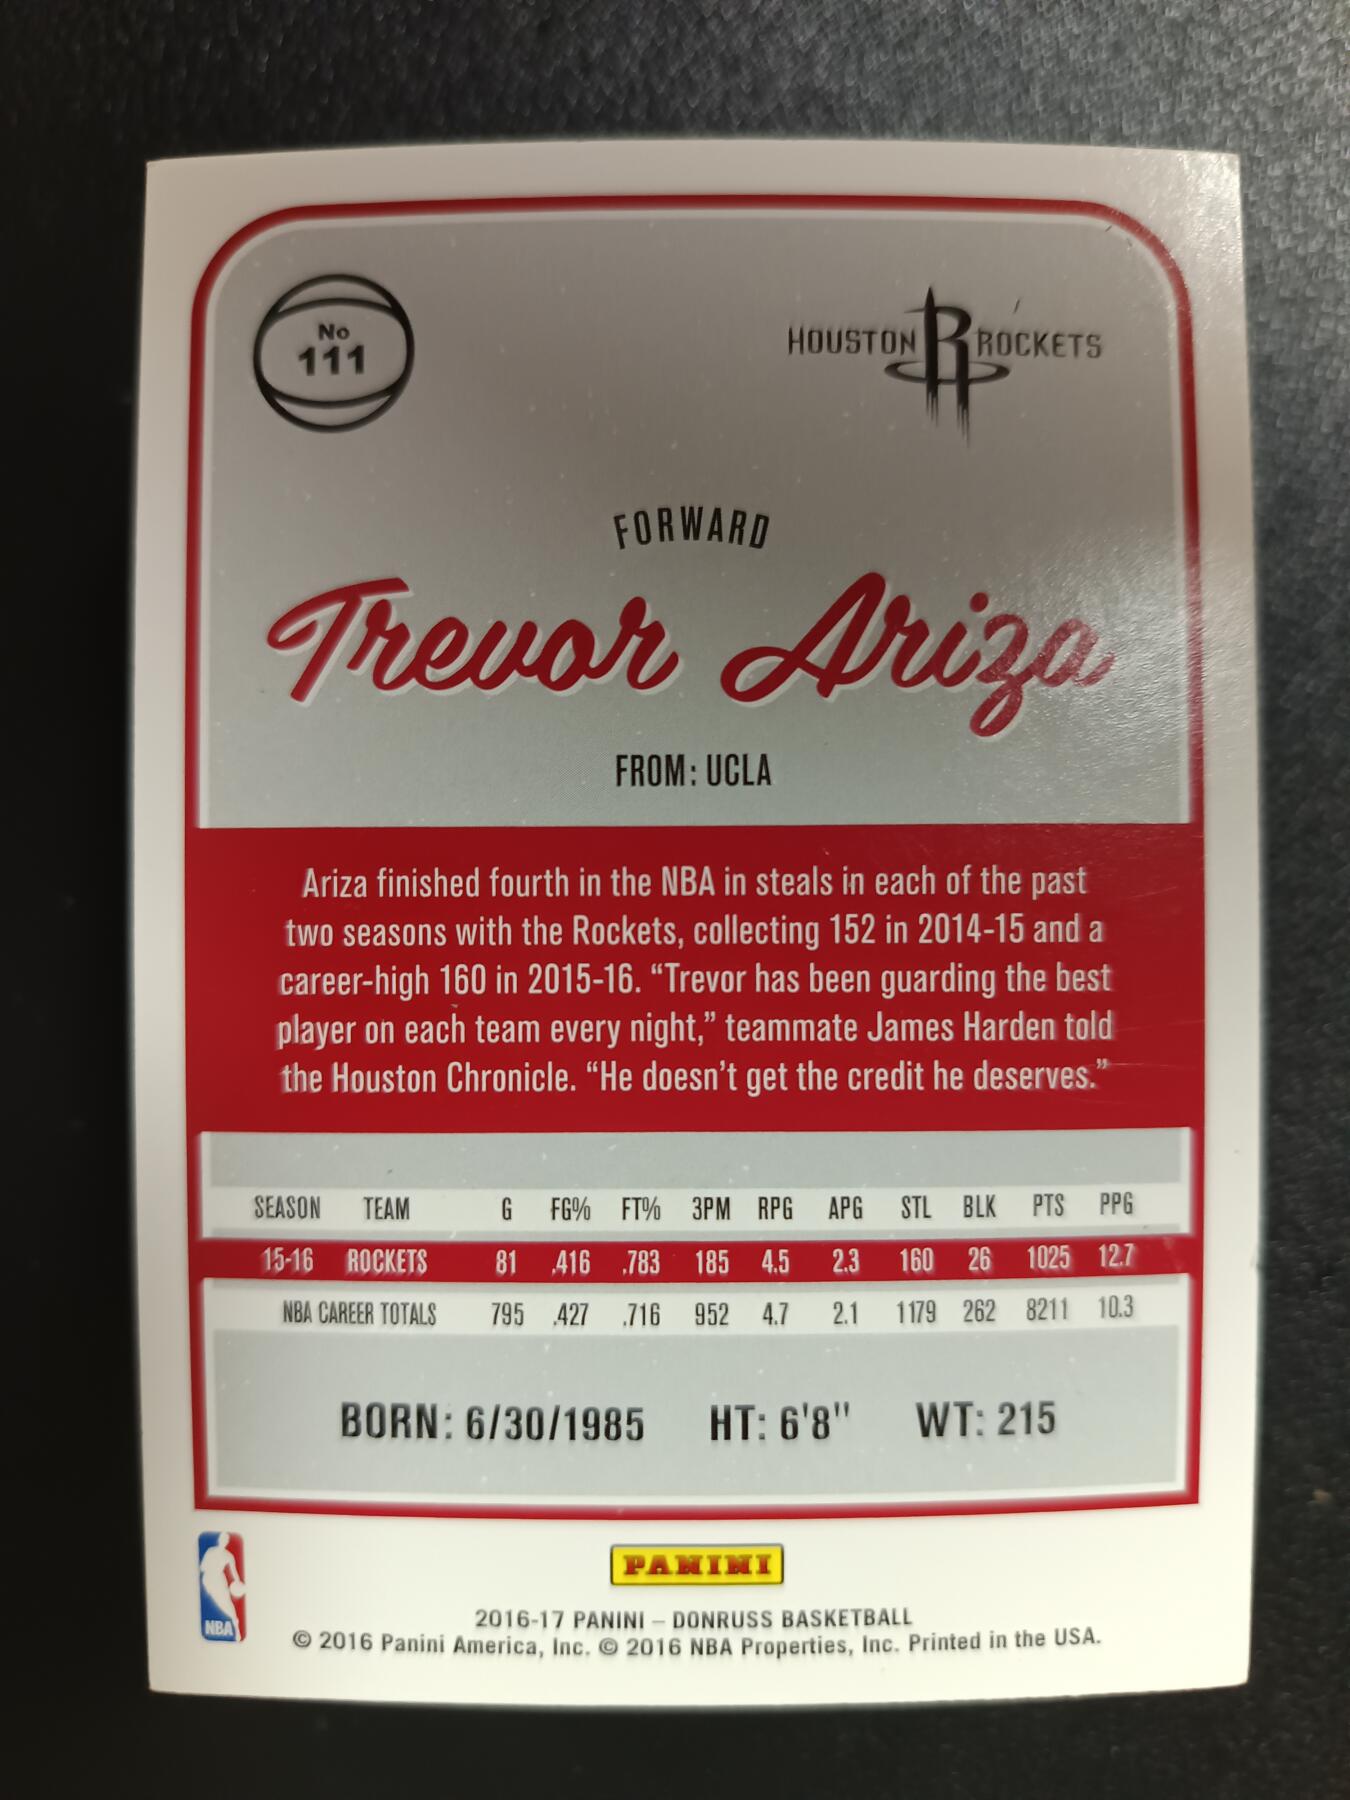 No
111
HOUSTON R ROCKETS
FORWARD
Trevor Ariza
FROM: UCLA
Ariza finished fourth in the NBA in steals in each of the past
two seasons with the Rockets, collecting 152 in 2014-15 and a
career-high 160 in 2015-16. “Trevor has been guarding the best
player on each team every night,” teammate James Harden told
the Houston Chronicle. “He doesn’t get the credit he deserves.”
SEASON TEAM G FG% FT% 3PM RPG APG STL BLK PTS PPG
15-16 ROCKETS 81 .416 .783 185 4.5 2.3 160 26 1025 12.7
NBA CAREER TOTALS 795 .427 .716 952 4.7 2.1 1179 262 8211 10.3
BORN: 6/30/1985 HT: 6'8" WT: 215
NBA
PANINI
2016-17 PANINI – DONRUSS BASKETBALL
© 2016 Panini America, Inc. © 2016 NBA Properties, Inc. Printed in the USA.